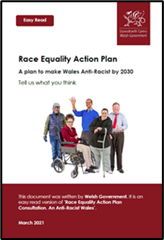 Easy Read
Llywodraeth Cymru
Welsh Government
Race Equality Action Plan
A plan to make Wales Anti-Racist by 2030
Tell us what you think
This document was written by Welsh Government. It is an
easy read version of 'Race Equality Action Plan
Consultation. An Anti-Racist Wales'.
March 2021